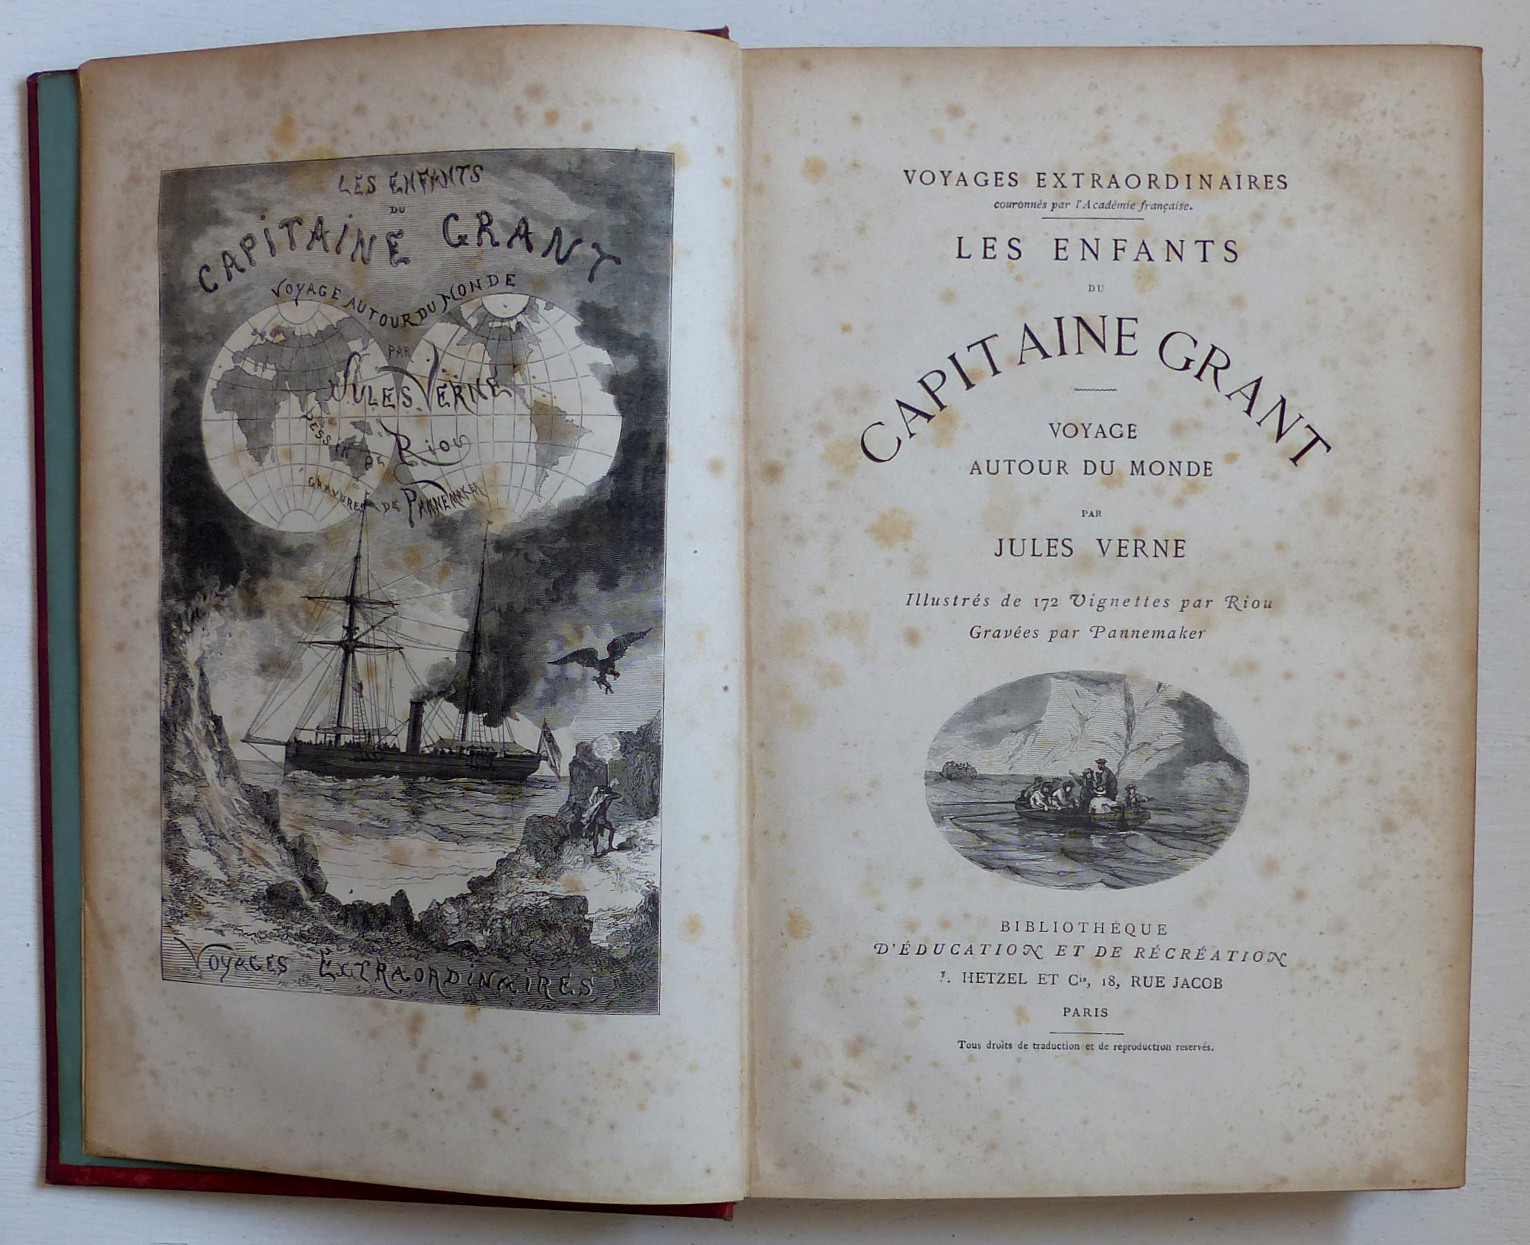 LES ENFANTS
DU
CAPITAINE GRANT
VOYAGE AUTOUR DU MONDE
PAR
JULES VERNE
DESSIN DE RIOU
GRAVURES DE PANNEMAKER
VOYAGES EXTRAORDINAIRES
VOYAGES EXTRAORDINAIRES
couronnés par l'Académie française.
LES ENFANTS
DU
CAPITAINE GRANT
VOYAGE
AUTOUR DU MONDE
PAR
JULES VERNE
Illustrés de 172 Vignettes par Riou
Gravées par Pannemaker
BIBLIOTHÈQUE
D'ÉDUCATION ET DE RÉCRÉATION
J. HETZEL ET Cie, 18, RUE JACOB
PARIS
Tous droits de traduction et de reproduction reservés.